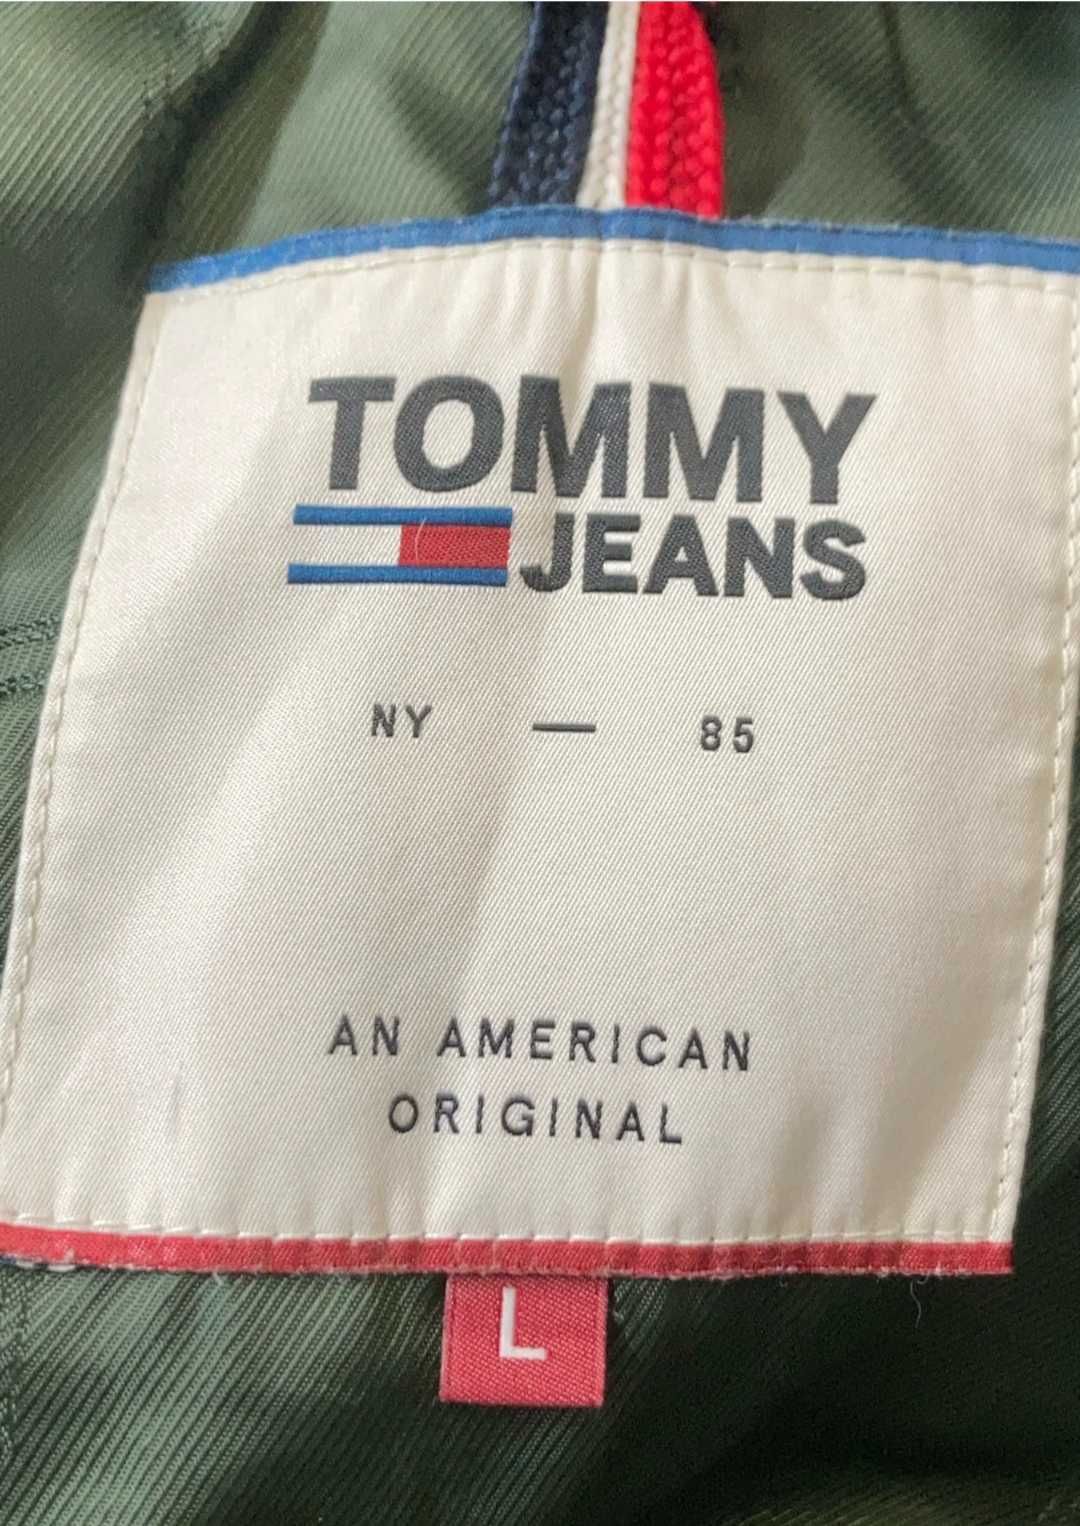 TOMMY
JEANS
NY — 85
AN AMERICAN
ORIGINAL
L